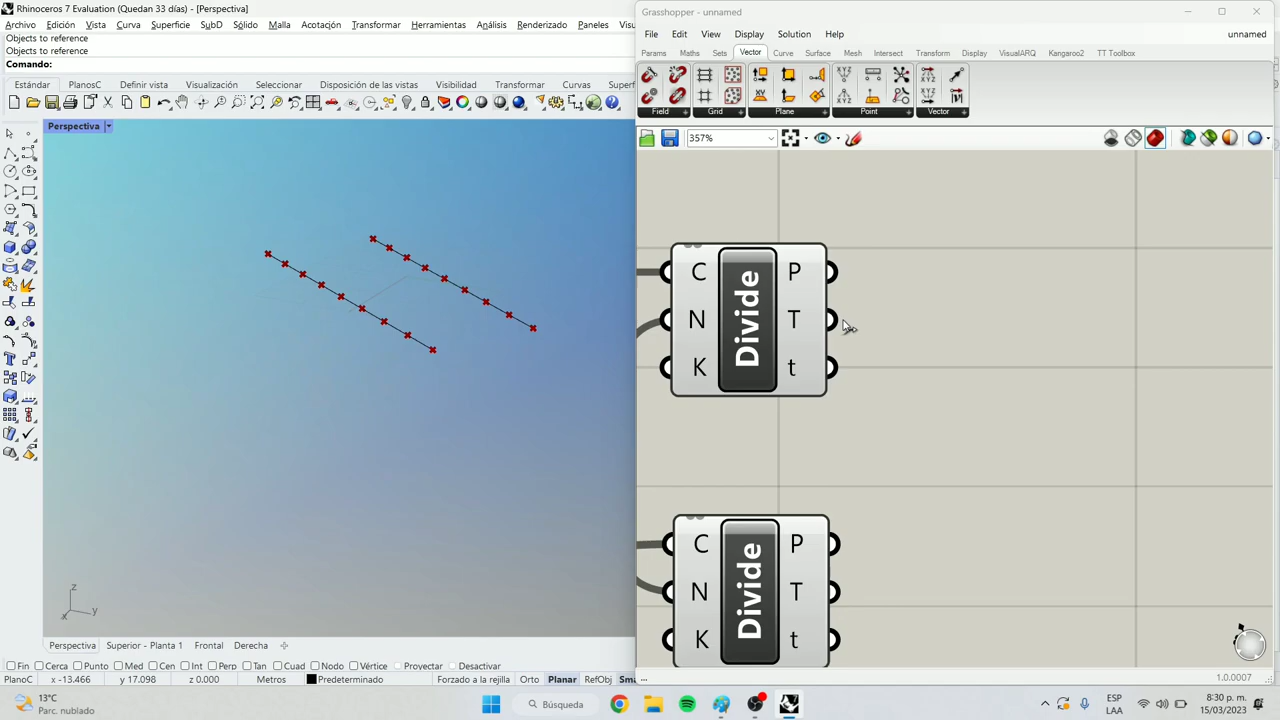 Rhinoceros 7 Evaluation (Quedan 33 días) - [Perspectiva]
Archivo Edición Vista Curva Superficie SubD Sólido Malla Acotación Transformar Herramientas Análisis Renderizado Paneles
Objects to reference
Objects to reference
Comando:
Estándar PlanosC Definir vista Visualización Seleccionar Disposición de las vistas Visibilidad Transformar Curvas
Perspectiva
z
y
x
Perspectiva Superior - Planta 1 Frontal Derecha
Fin Cerca Punto Med Cen Int Perp Tan Cuad Nodo Vértice Proyectar Desactivar
PlanoC x -13.466 y 17.098 z 0.000 Metros Predeterminado Forzado a la rejilla Orto Planar RefObj
Grasshopper - unnamed
File Edit View Display Solution Help unnamed
Params Maths Sets Vector Curve Surface Mesh Intersect Transform Display VisualARQ Kangaroo2 TT Toolbox
Field Grid Plane Point Vector
357%
C
N
K
Divide
P
T
t
C
N
K
Divide
P
T
t
... 1.0.0007
13°C
Parc. nublado
Búsqueda
ESP
LAA
8:30 p. m.
15/03/2023